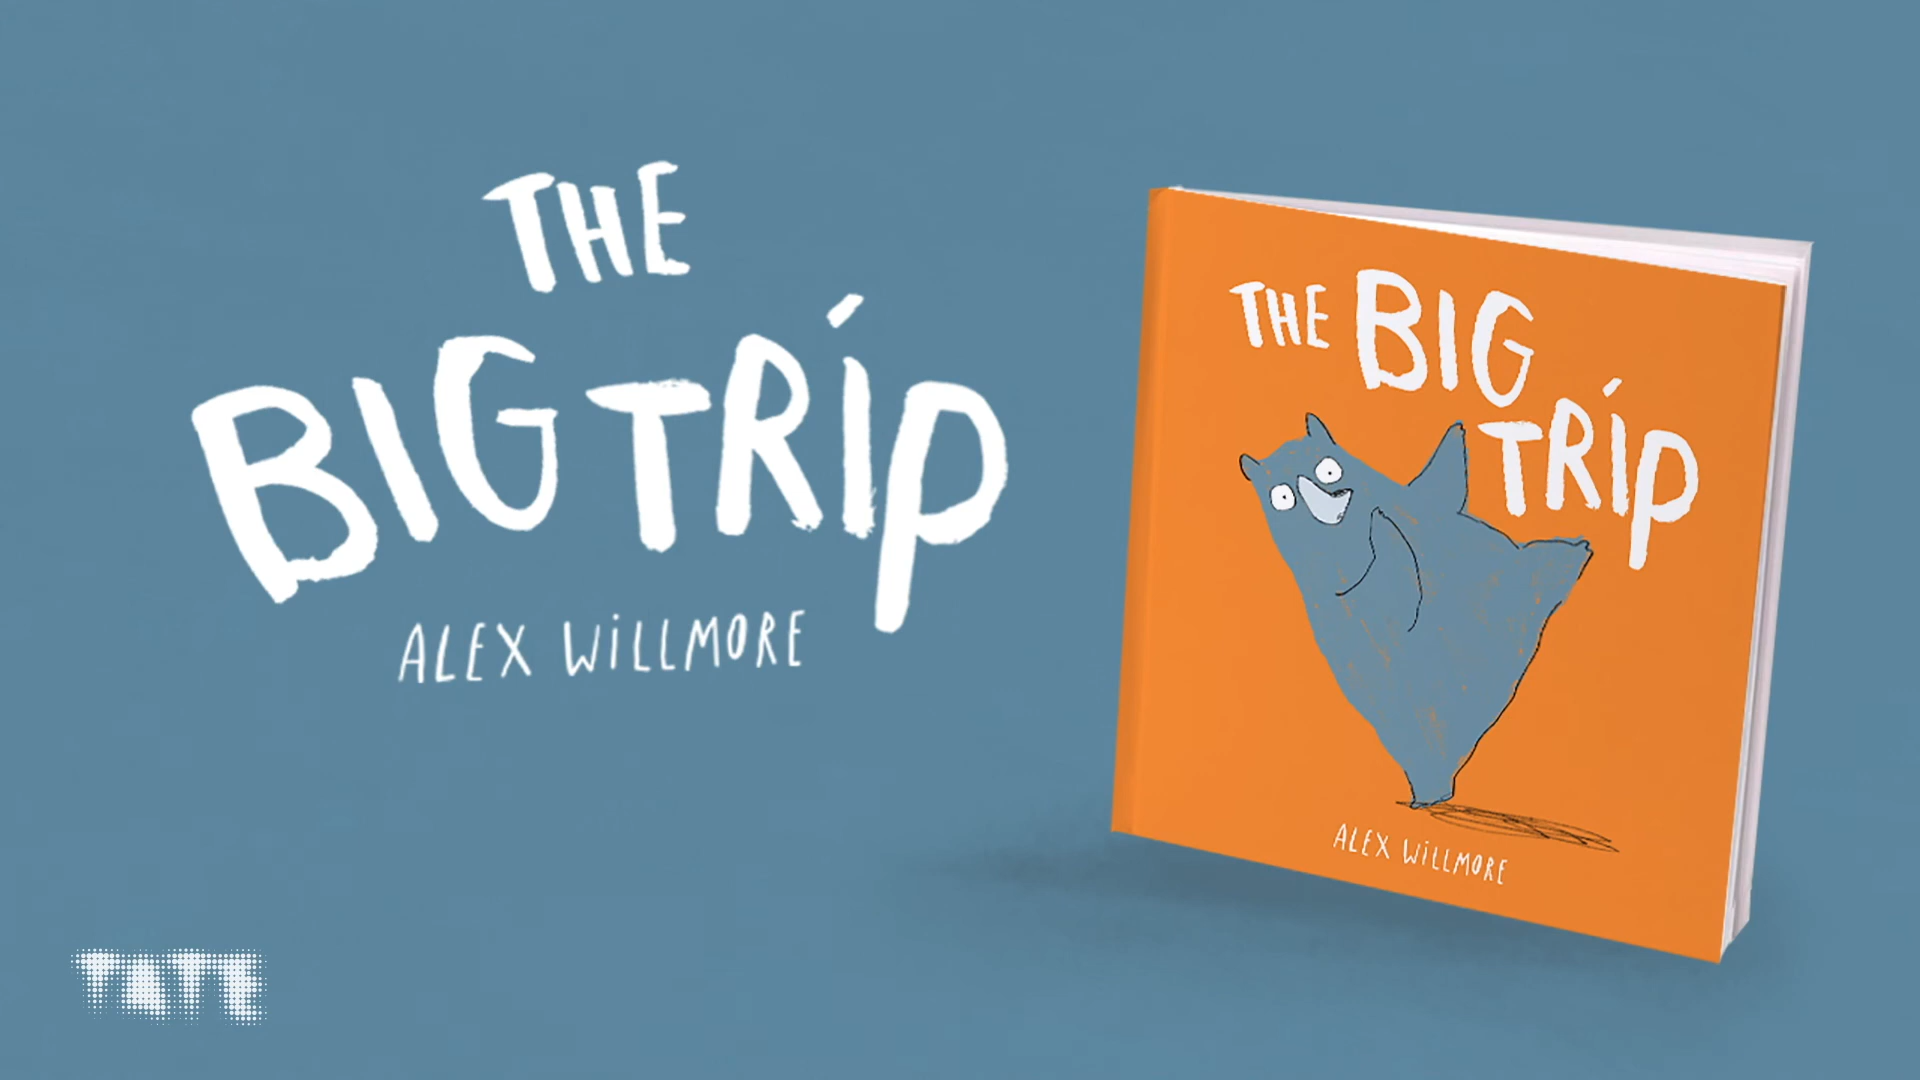 THE
BIG TRIP
ALEX WILLMORE
THE BIG
TRIP
ALEX WILLMORE
TATE